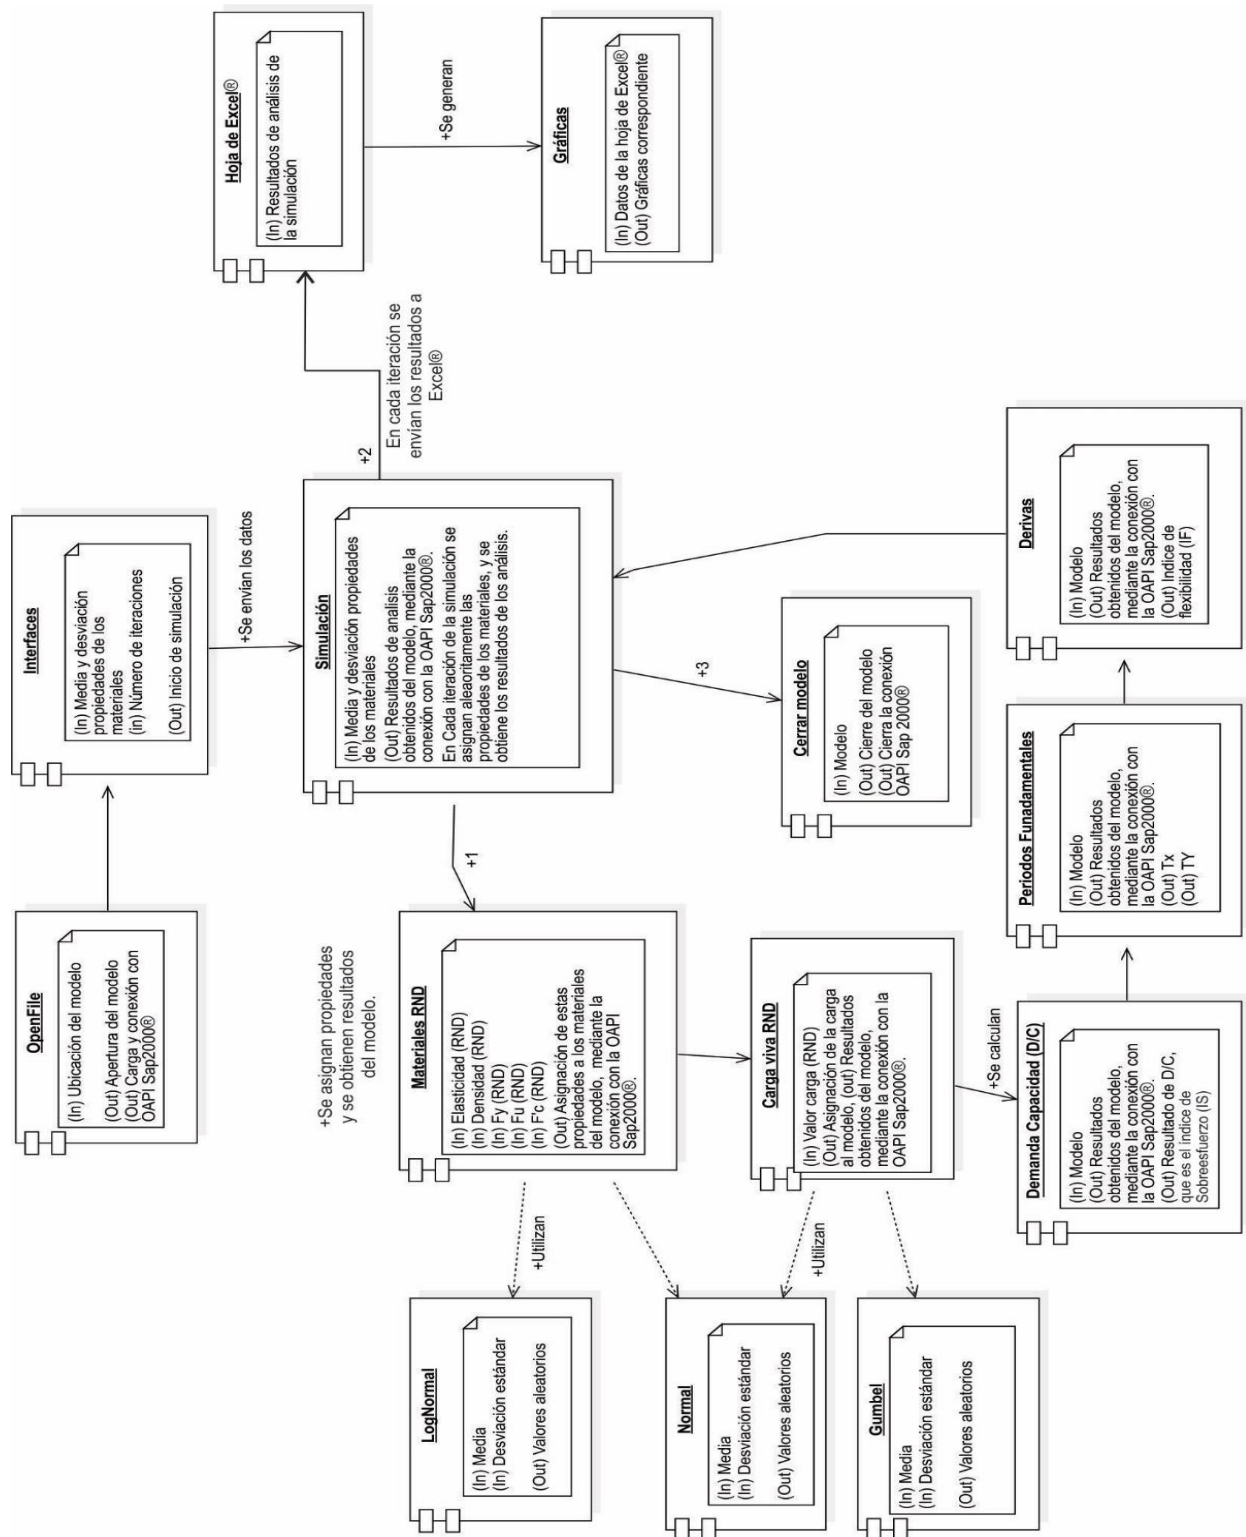 OpenFile
(In) Ubicación del modelo
(Out) Apertura del modelo
(Out) Carga y conexión con
OAPI Sap2000®
Interfaces
(In) Media y desviación
propiedades de los
materiales
(in) Número de iteraciones
(Out) Inicio de simulación
+Se envían los datos
Simulación
(In) Media y desviación propiedades
de los materiales
(Out) Resultados de analisis
obtenidos del modelo, mediante la
conexión con la OAPI Sap2000®.
En Cada iteración de la simulación se
asignan aleaoritamente las
propiedades de los materiales, y se
obtiene los resultados de los análisis.
+2
En cada iteración se
envían los resultados a
Excel®
Hoja de Excel®
(In) Resultados de análisis de
la simulación
+Se generan
Gráficas
(In) Datos de la hoja de Excel®
(Out) Gráficas correspondiente
+1
+Se asignan propiedades
y se obtienen resultados
del modelo.
+3
Cerrar modelo
(In) Modelo
(Out) Cierre del modelo
(Out) Cierra la conexión
OAPI Sap 2000®
Materiales RND
(In) Elasticidad (RND)
(In) Densidad (RND)
(In) Fy (RND)
(In) Fu (RND)
(In) F'c (RND)
(Out) Asignación de estas
propiedades a los materiales
del modelo, mediante la
conexión con la OAPI
Sap2000®.
+Utilizan
LogNormal
(In) Media
(In) Desviación estándar
(Out) Valores aleatorios
Normal
(In) Media
(In) Desviación estándar
(Out) Valores aleatorios
Carga viva RND
(In) Valor carga (RND)
(Out) Asignación de la carga
al modelo, (out) Resultados
obtenidos del modelo,
mediante la conexión con la
OAPI Sap2000®.
+Utilizan
Gumbel
(In) Media
(In) Desviación estándar
(Out) Valores aleatorios
+Se calculan
Demanda Capacidad (D/C)
(In) Modelo
(Out) Resultados
obtenidos del modelo,
mediante la conexión con
la OAPI Sap2000®.
(Out) Resultado de D/C,
que es el índice de
Sobreesfuerzo (IS)
Periodos Funadamentales
(In) Modelo
(Out) Resultados
obtenidos del modelo,
mediante la conexión con
la OAPI Sap2000®.
(Out) Tx
(Out) TY
Derivas
(In) Modelo
(Out) Resultados
obtenidos del modelo,
mediante la conexión con
la OAPI Sap2000®.
(Out) Indice de
flexibilidad (IF)